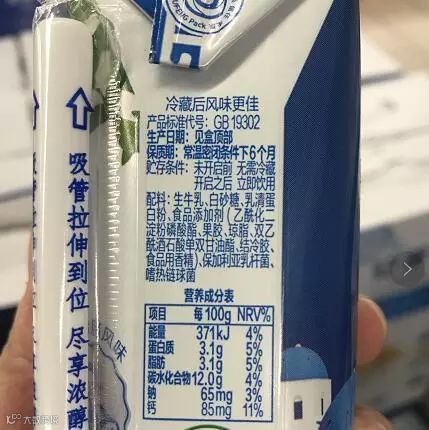 UFENG Pack
冷藏后风味更佳
产品标准代号：GB 19302
生产日期：见盒顶部
保质期：常温密闭条件下6个月
贮存条件：未开启前 无需冷藏
开启之后 立即饮用
配料：生牛乳、白砂糖、乳清蛋
白粉、食品添加剂（乙酰化二
淀粉磷酸酯、果胶、琼脂、双乙
酰酒石酸单双甘油酯、结冷胶、
食品用香精）、保加利亚乳杆菌、
嗜热链球菌
营养成分表
项目 每100g NRV%
能量 371kJ 4%
蛋白质 3.1g 5%
脂肪 3.1g 5%
碳水化合物 12.0g 4%
钠 65mg 3%
钙 85mg 11%
吸管拉伸到位 尽享浓醇
风味